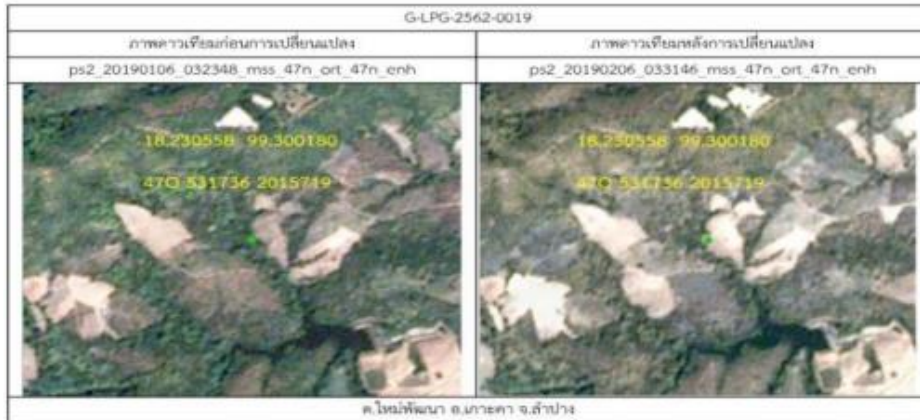 G-LPG-2562-0019
ภาพดาวเทียมก่อนการเปลี่ยนแปลง
ภาพดาวเทียมหลังการเปลี่ยนแปลง
ps2_20190106_032348_mss_47n_ort_47n_enh
ps2_20190206_033146_mss_47n_ort_47n_enh
18.230558 99.300180
18.230558 99.300180
47Q 531736 2015719
47Q 531736 2015719
ต.ใหม่พัฒนา อ.เกาะคา จ.ลำปาง